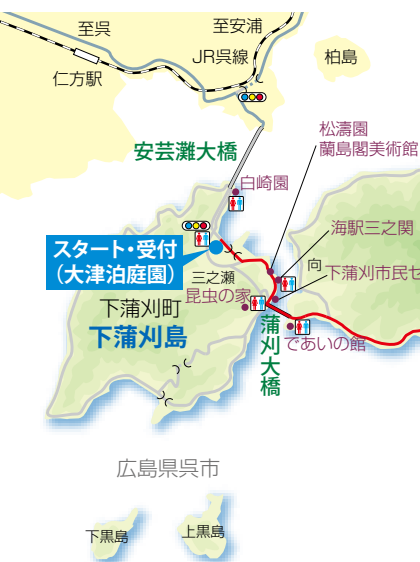 至呉
至安浦
JR呉線
柏島
仁方駅
松濤園
蘭島閣美術館
安芸灘大橋
白崎園
海駅三之関
スタート・受付
(大津泊庭園)
三之瀬
向
下蒲刈市民セ
昆虫の家
下蒲刈町
下蒲刈島
蒲刈大橋
であいの館
広島県呉市
下黒島
上黒島